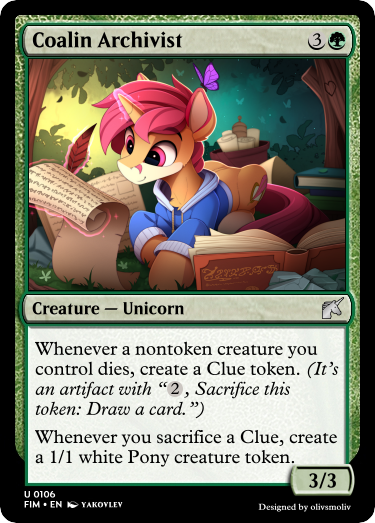 Coalin Archivist 3
Creature — Unicorn
Whenever a nontoken creature you
control dies, create a Clue token. (It's
an artifact with “2, Sacrifice this
token: Draw a card.”)
Whenever you sacrifice a Clue, create
a 1/1 white Pony creature token.
3/3
U 0106
FIM • EN YAKOVLEV
Designed by olivsmoliv